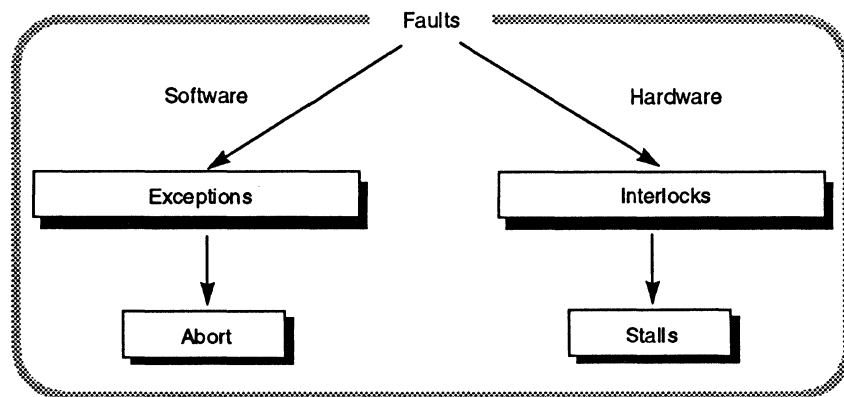 Faults
Software
Hardware
Exceptions
Interlocks
Abort
Stalls